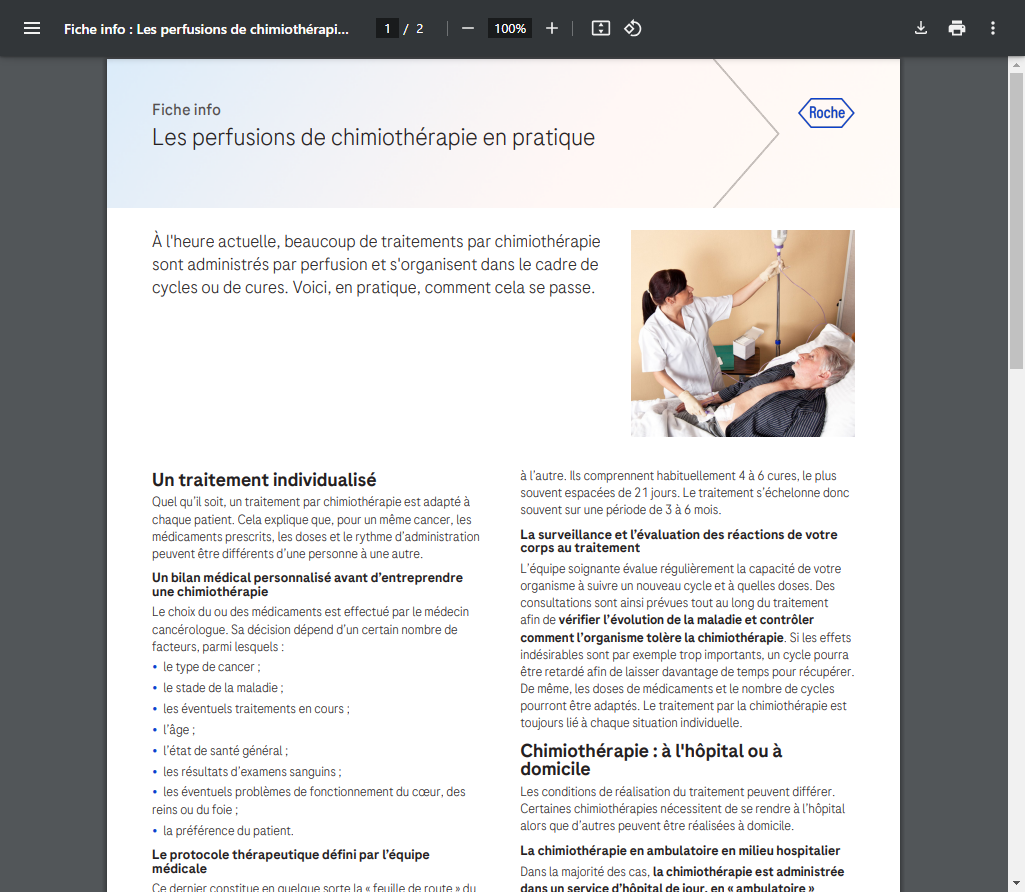 Fiche info : Les perfusions de chimiothérapi...
1 / 2
100%
Fiche info
Les perfusions de chimiothérapie en pratique
Roche
À l'heure actuelle, beaucoup de traitements par chimiothérapie
sont administrés par perfusion et s'organisent dans le cadre de
cycles ou de cures. Voici, en pratique, comment cela se passe.
Un traitement individualisé
Quel qu’il soit, un traitement par chimiothérapie est adapté à
chaque patient. Cela explique que, pour un même cancer, les
médicaments prescrits, les doses et le rythme d’administration
peuvent être différents d’une personne à une autre.
Un bilan médical personnalisé avant d’entreprendre
une chimiothérapie
Le choix du ou des médicaments est effectué par le médecin
cancérologue. Sa décision dépend d’un certain nombre de
facteurs, parmi lesquels :
• le type de cancer ;
• le stade de la maladie ;
• les éventuels traitements en cours ;
• l’âge ;
• l’état de santé général ;
• les résultats d’examens sanguins ;
• les éventuels problèmes de fonctionnement du cœur, des
reins ou du foie ;
• la préférence du patient.
Le protocole thérapeutique défini par l’équipe
médicale
Ce dernier constitue en quelque sorte la « feuille de route » du
à l’autre. Ils comprennent habituellement 4 à 6 cures, le plus
souvent espacées de 21 jours. Le traitement s’échelonne donc
souvent sur une période de 3 à 6 mois.
La surveillance et l’évaluation des réactions de votre
corps au traitement
L’équipe soignante évalue régulièrement la capacité de votre
organisme à suivre un nouveau cycle et à quelles doses. Des
consultations sont ainsi prévues tout au long du traitement
afin de vérifier l’évolution de la maladie et contrôler
comment l’organisme tolère la chimiothérapie. Si les effets
indésirables sont par exemple trop importants, un cycle pourra
être retardé afin de laisser davantage de temps pour récupérer.
De même, les doses de médicaments et le nombre de cycles
pourront être adaptés. Le traitement par la chimiothérapie est
toujours lié à chaque situation individuelle.
Chimiothérapie : à l'hôpital ou à
domicile
Les conditions de réalisation du traitement peuvent différer.
Certaines chimiothérapies nécessitent de se rendre à l’hôpital
alors que d’autres peuvent être réalisées à domicile.
La chimiothérapie en ambulatoire en milieu hospitalier
Dans la majorité des cas, la chimiothérapie est administrée
dans un service d’hôpital de jour, en « ambulatoire »